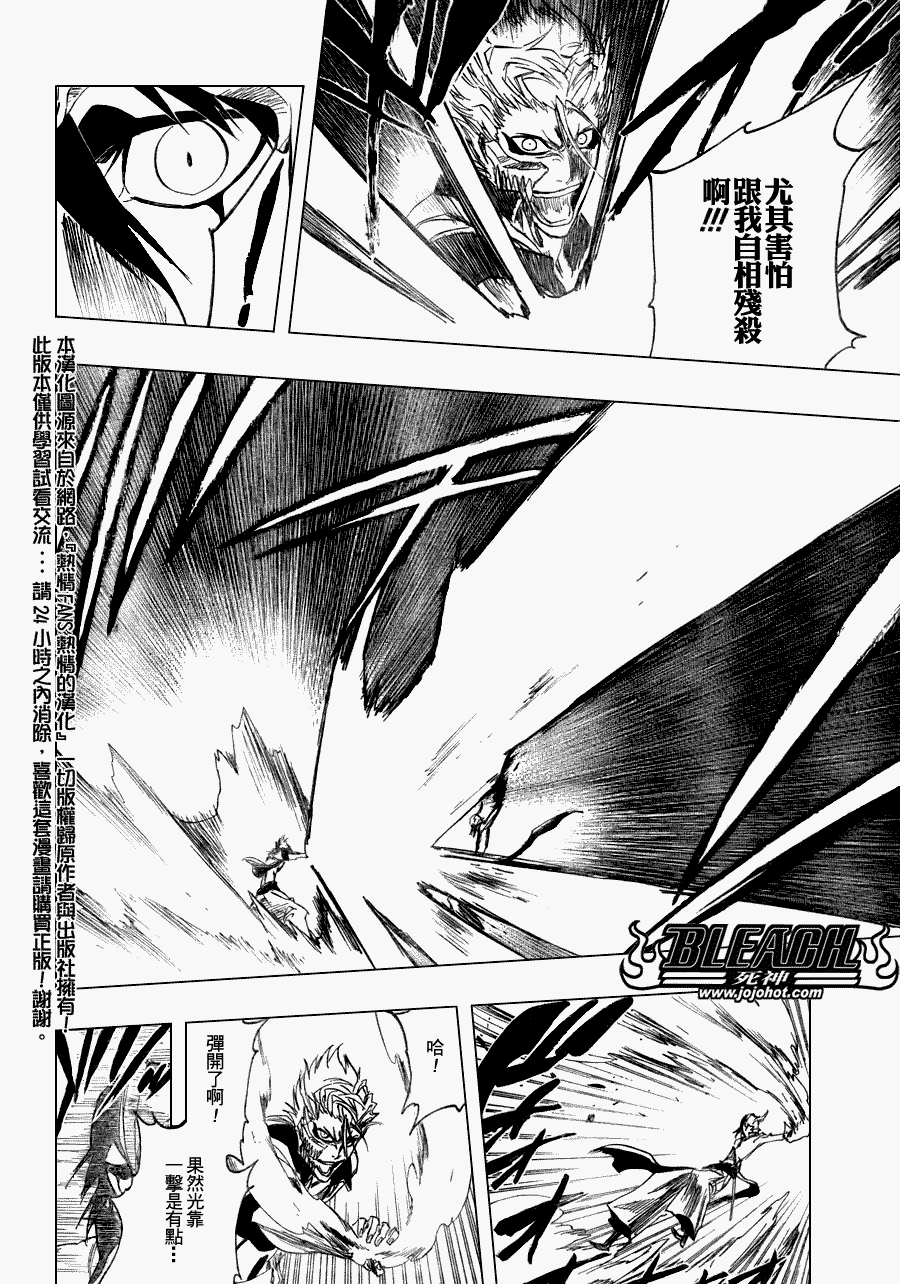 尤其害怕
跟我自相殘殺
啊!!!
本漢化圖源來自於網路，『熱情FANS熱情的漢化』一切版權歸原作者與出版社擁有！
此版本僅供學習試看交流…請24小時之內消除，喜歡這套漫畫請購買正版！謝謝。
BLEACH
死神
www.jojohot.com
哈！
彈開了啊！
果然光靠
一擊是有點…